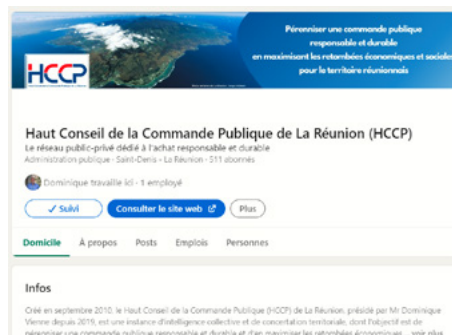 Pérenniser une commande publique
responsable et durable
en maximisant les retombées économiques et sociales
pour le territoire réunionnais
HCCP
Haut Conseil de la Commande Publique de La Réunion (HCCP)
Le réseau public-privé dédié à l'achat responsable et durable
Administration publique · Saint-Denis - La Réunion · 511 abonnés
Dominique travaille ici · 1 employé
✓ Suivi Consulter le site web Plus
Domicile À propos Posts Emplois Personnes
Infos
Créé en septembre 2010, le Haut Conseil de la Commande Publique (HCCP) de La Réunion, présidé par Mr Dominique
Vienne depuis 2019, est une instance d'intelligence collective et de concertation territoriale, dont l'objectif est de
pérenniser une commande publique responsable et durable et d'en maximiser les retombées économiques... voir plus